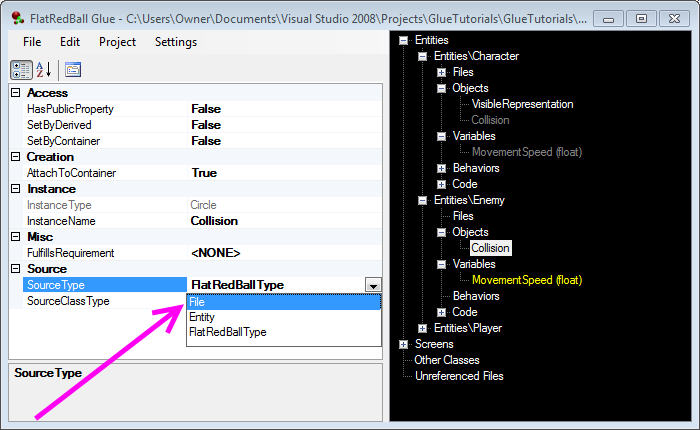 FlatRedBall Glue - C:\Users\Owner\Documents\Visual Studio 2008\Projects\GlueTutorials\GlueTutorials\...
File Edit Project Settings
Access
HasPublicProperty False
SetByDerived False
SetByContainer False
Creation
AttachToContainer True
Instance
InstanceType Circle
InstanceName Collision
Misc
FulfillsRequirement <NONE>
Source
SourceType FlatRedBallType
SourceClassType
File
Entity
FlatRedBallType
SourceType
Entities
Entities\Character
Files
Objects
VisibleRepresentation
Collision
Variables
MovementSpeed (float)
Behaviors
Code
Entities\Enemy
Files
Objects
Collision
Variables
MovementSpeed (float)
Behaviors
Code
Entities\Player
Screens
Other Classes
Unreferenced Files